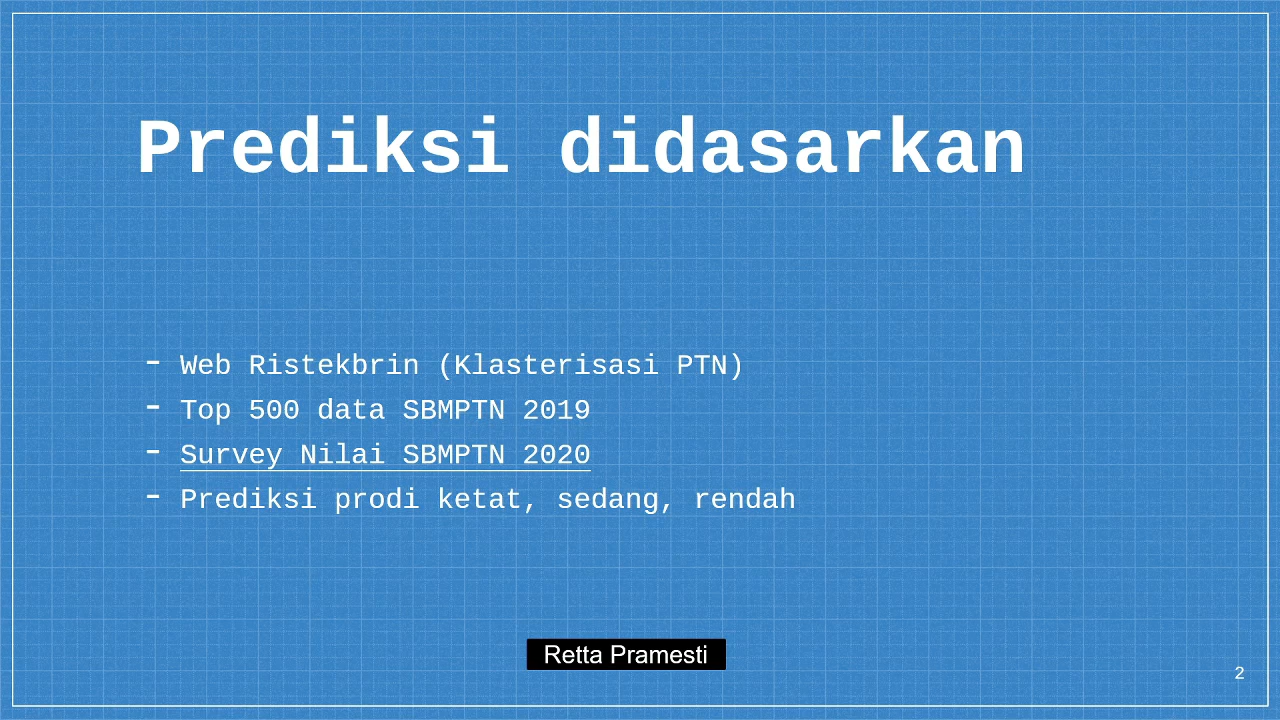 Prediksi didasarkan
- Web Ristekbrin (Klasterisasi PTN)
- Top 500 data SBMPTN 2019
- Survey Nilai SBMPTN 2020
- Prediksi prodi ketat, sedang, rendah
Retta Pramesti
2